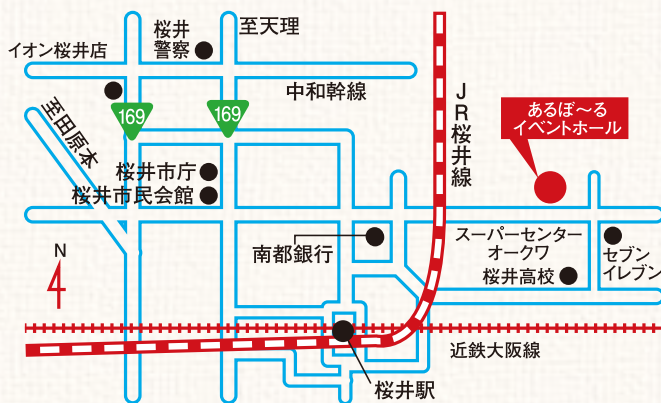 至天理
桜井
警察
イオン桜井店
中和幹線
169
169
至田原本
JR桜井線
あるぼ〜る
イベントホール
桜井市庁
桜井市民会館
南都銀行
スーパーセンター
オークワ
桜井高校
セブン
イレブン
N
近鉄大阪線
桜井駅